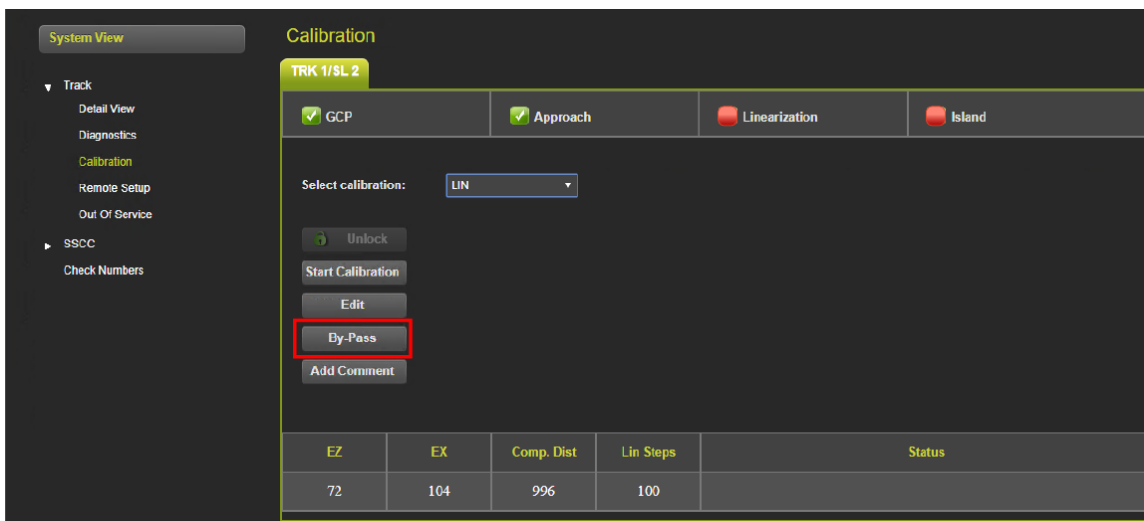 System View
Calibration
TRK 1/SL 2
Track
Detail View
Diagnostics
Calibration
Remote Setup
Out Of Service
SSCC
Check Numbers
GCP
Approach
Linearization
Island
Select calibration:
LIN
Unlock
Start Calibration
Edit
By-Pass
Add Comment
EZ EX Comp. Dist Lin Steps Status
72 104 996 100